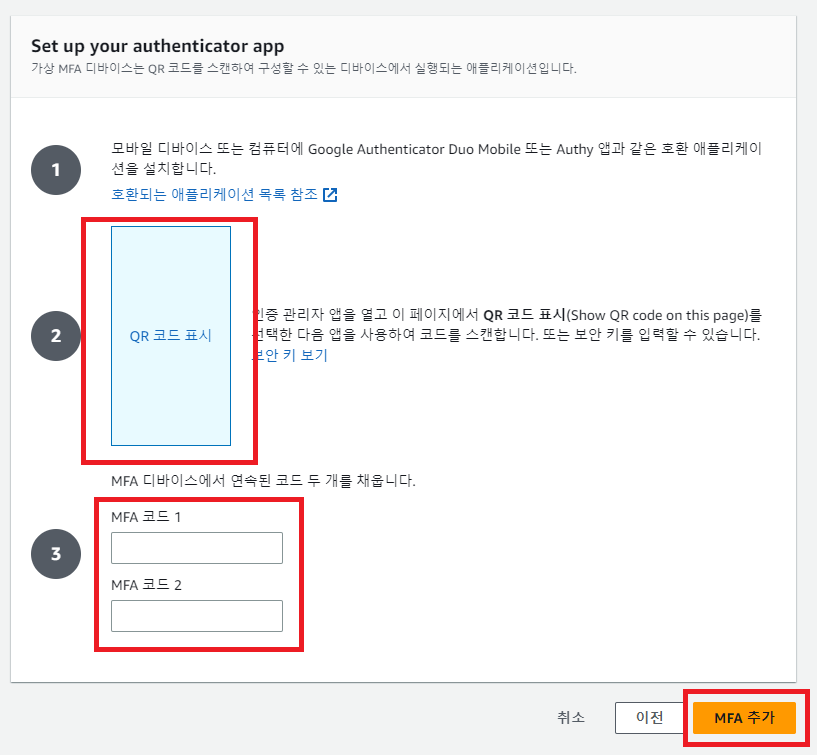 Set up your authenticator app
가상 MFA 디바이스는 QR 코드를 스캔하여 구성할 수 있는 디바이스에서 실행되는 애플리케이션입니다.
1
모바일 디바이스 또는 컴퓨터에 Google Authenticator Duo Mobile 또는 Authy 앱과 같은 호환 애플리케이
션을 설치합니다.
호환되는 애플리케이션 목록 참조
2
QR 코드 표시
인증 관리자 앱을 열고 이 페이지에서 QR 코드 표시(Show QR code on this page)를
선택한 다음 앱을 사용하여 코드를 스캔합니다. 또는 보안 키를 입력할 수 있습니다.
보안 키 보기
3
MFA 디바이스에서 연속된 코드 두 개를 채웁니다.
MFA 코드 1
MFA 코드 2
취소
이전
MFA 추가